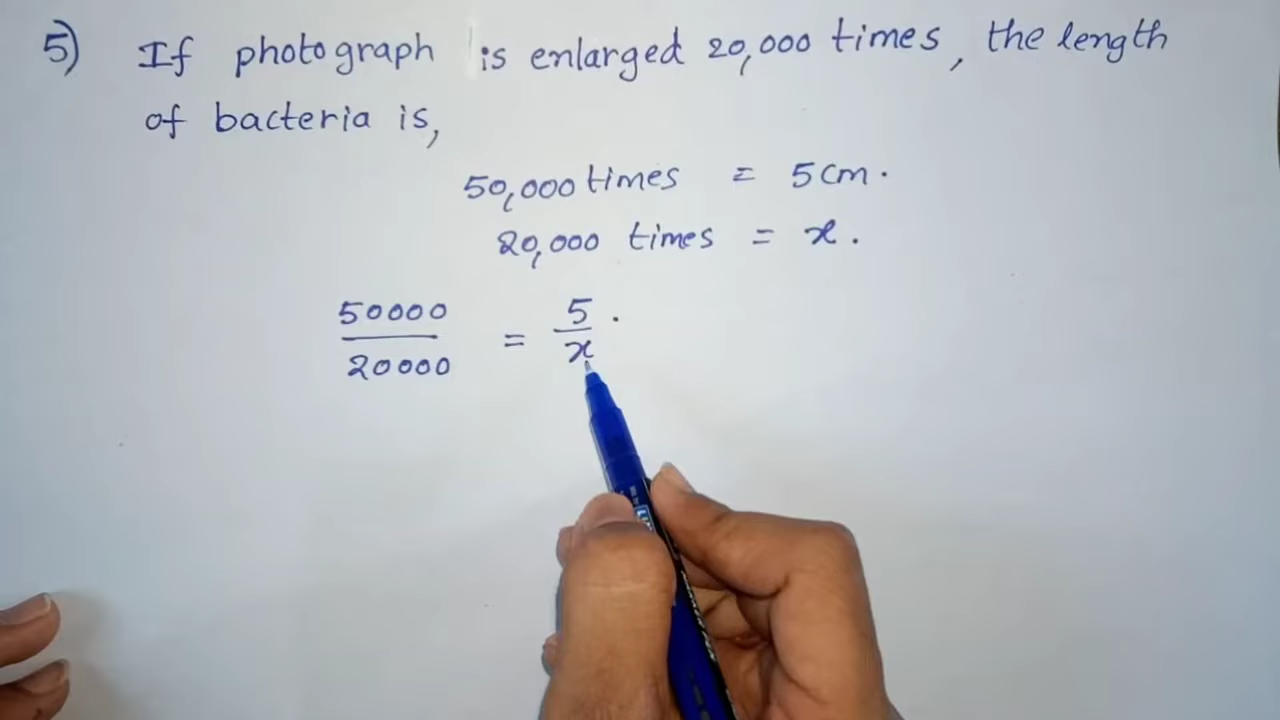 5) If photograph is enlarged 20,000 times, the length
of bacteria is,
50,000 times = 5 cm.
20,000 times = x.
50000 / 20000 = 5 / x .